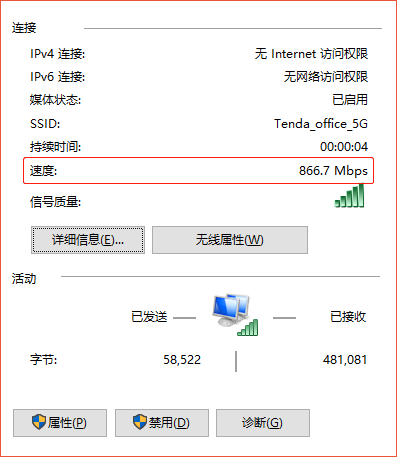 连接
IPv4 连接: 无 Internet 访问权限
IPv6 连接: 无网络访问权限
媒体状态: 已启用
SSID: Tenda_office_5G
持续时间: 00:00:04
速度: 866.7 Mbps
信号质量:
详细信息(E)... 无线属性(W)
活动
已发送 — — 已接收
字节: 58,522 | 481,081
属性(P) 禁用(D) 诊断(G)